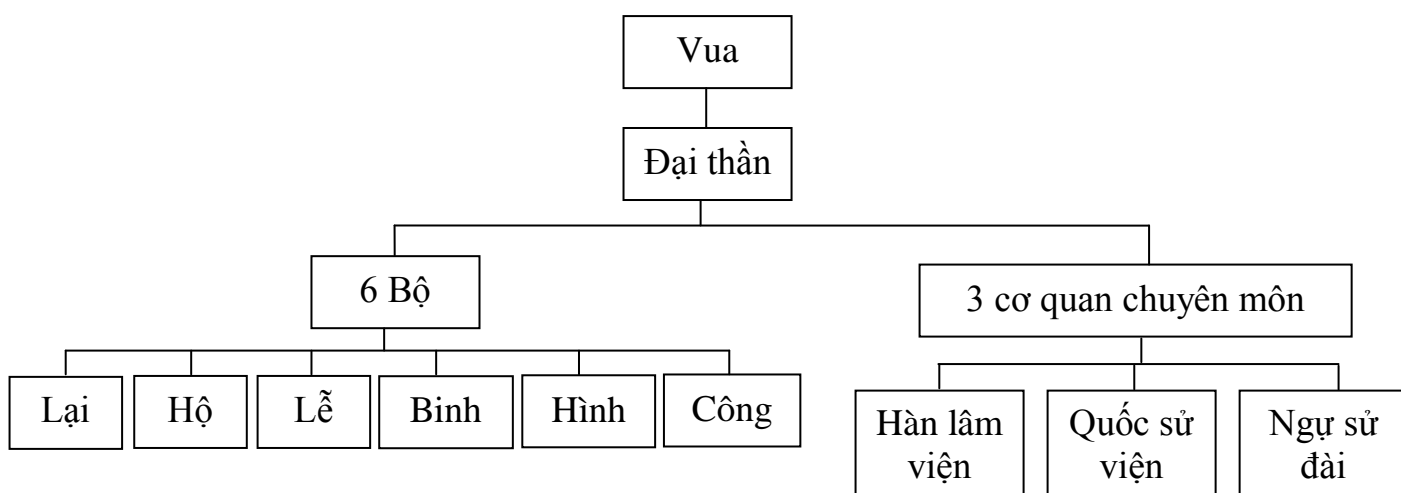 Vua
Đại thần
6 Bộ
3 cơ quan chuyên môn
Lại
Hộ
Lễ
Binh
Hình
Công
Hàn lâm
viện
Quốc sử
viện
Ngự sử
đài